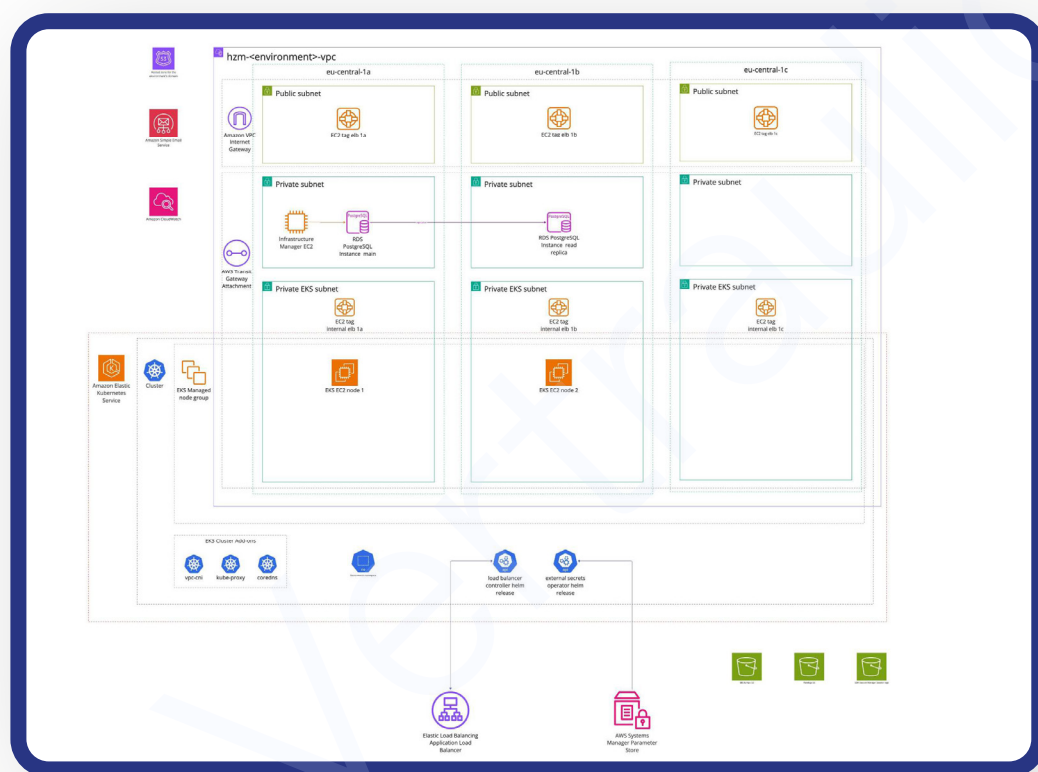 hzm-<environment>-vpc
eu-central-1a
eu-central-1b
eu-central-1c
Public subnet
Public subnet
Public subnet
EC2 tag elb 1a
EC2 tag elb 1b
EC2 tag elb 1c
Amazon VPC
Internet
Gateway
Amazon Simple Email
Service
Amazon CloudWatch
Private subnet
Private subnet
Private subnet
PostgreSQL
PostgreSQL
Infrastructure
Manager EC2
RDS
PostgreSQL
Instance main
RDS PostgreSQL
Instance read
replica
AWS Transit
Gateway
Attachment
Private EKS subnet
Private EKS subnet
Private EKS subnet
EC2 tag
internal elb 1a
EC2 tag
internal elb 1b
EC2 tag
internal elb 1c
Amazon Elastic
Kubernetes
Service
Cluster
EKS Managed
node group
EKS EC2 node 1
EKS EC2 node 2
EKS Cluster Add-ons
vpc-cni
kube-proxy
coredns
load balancer
controller helm
release
external secrets
operator helm
release
Elastic Load Balancing
Application Load
Balancer
AWS Systems
Manager Parameter
Store
Vertraulich